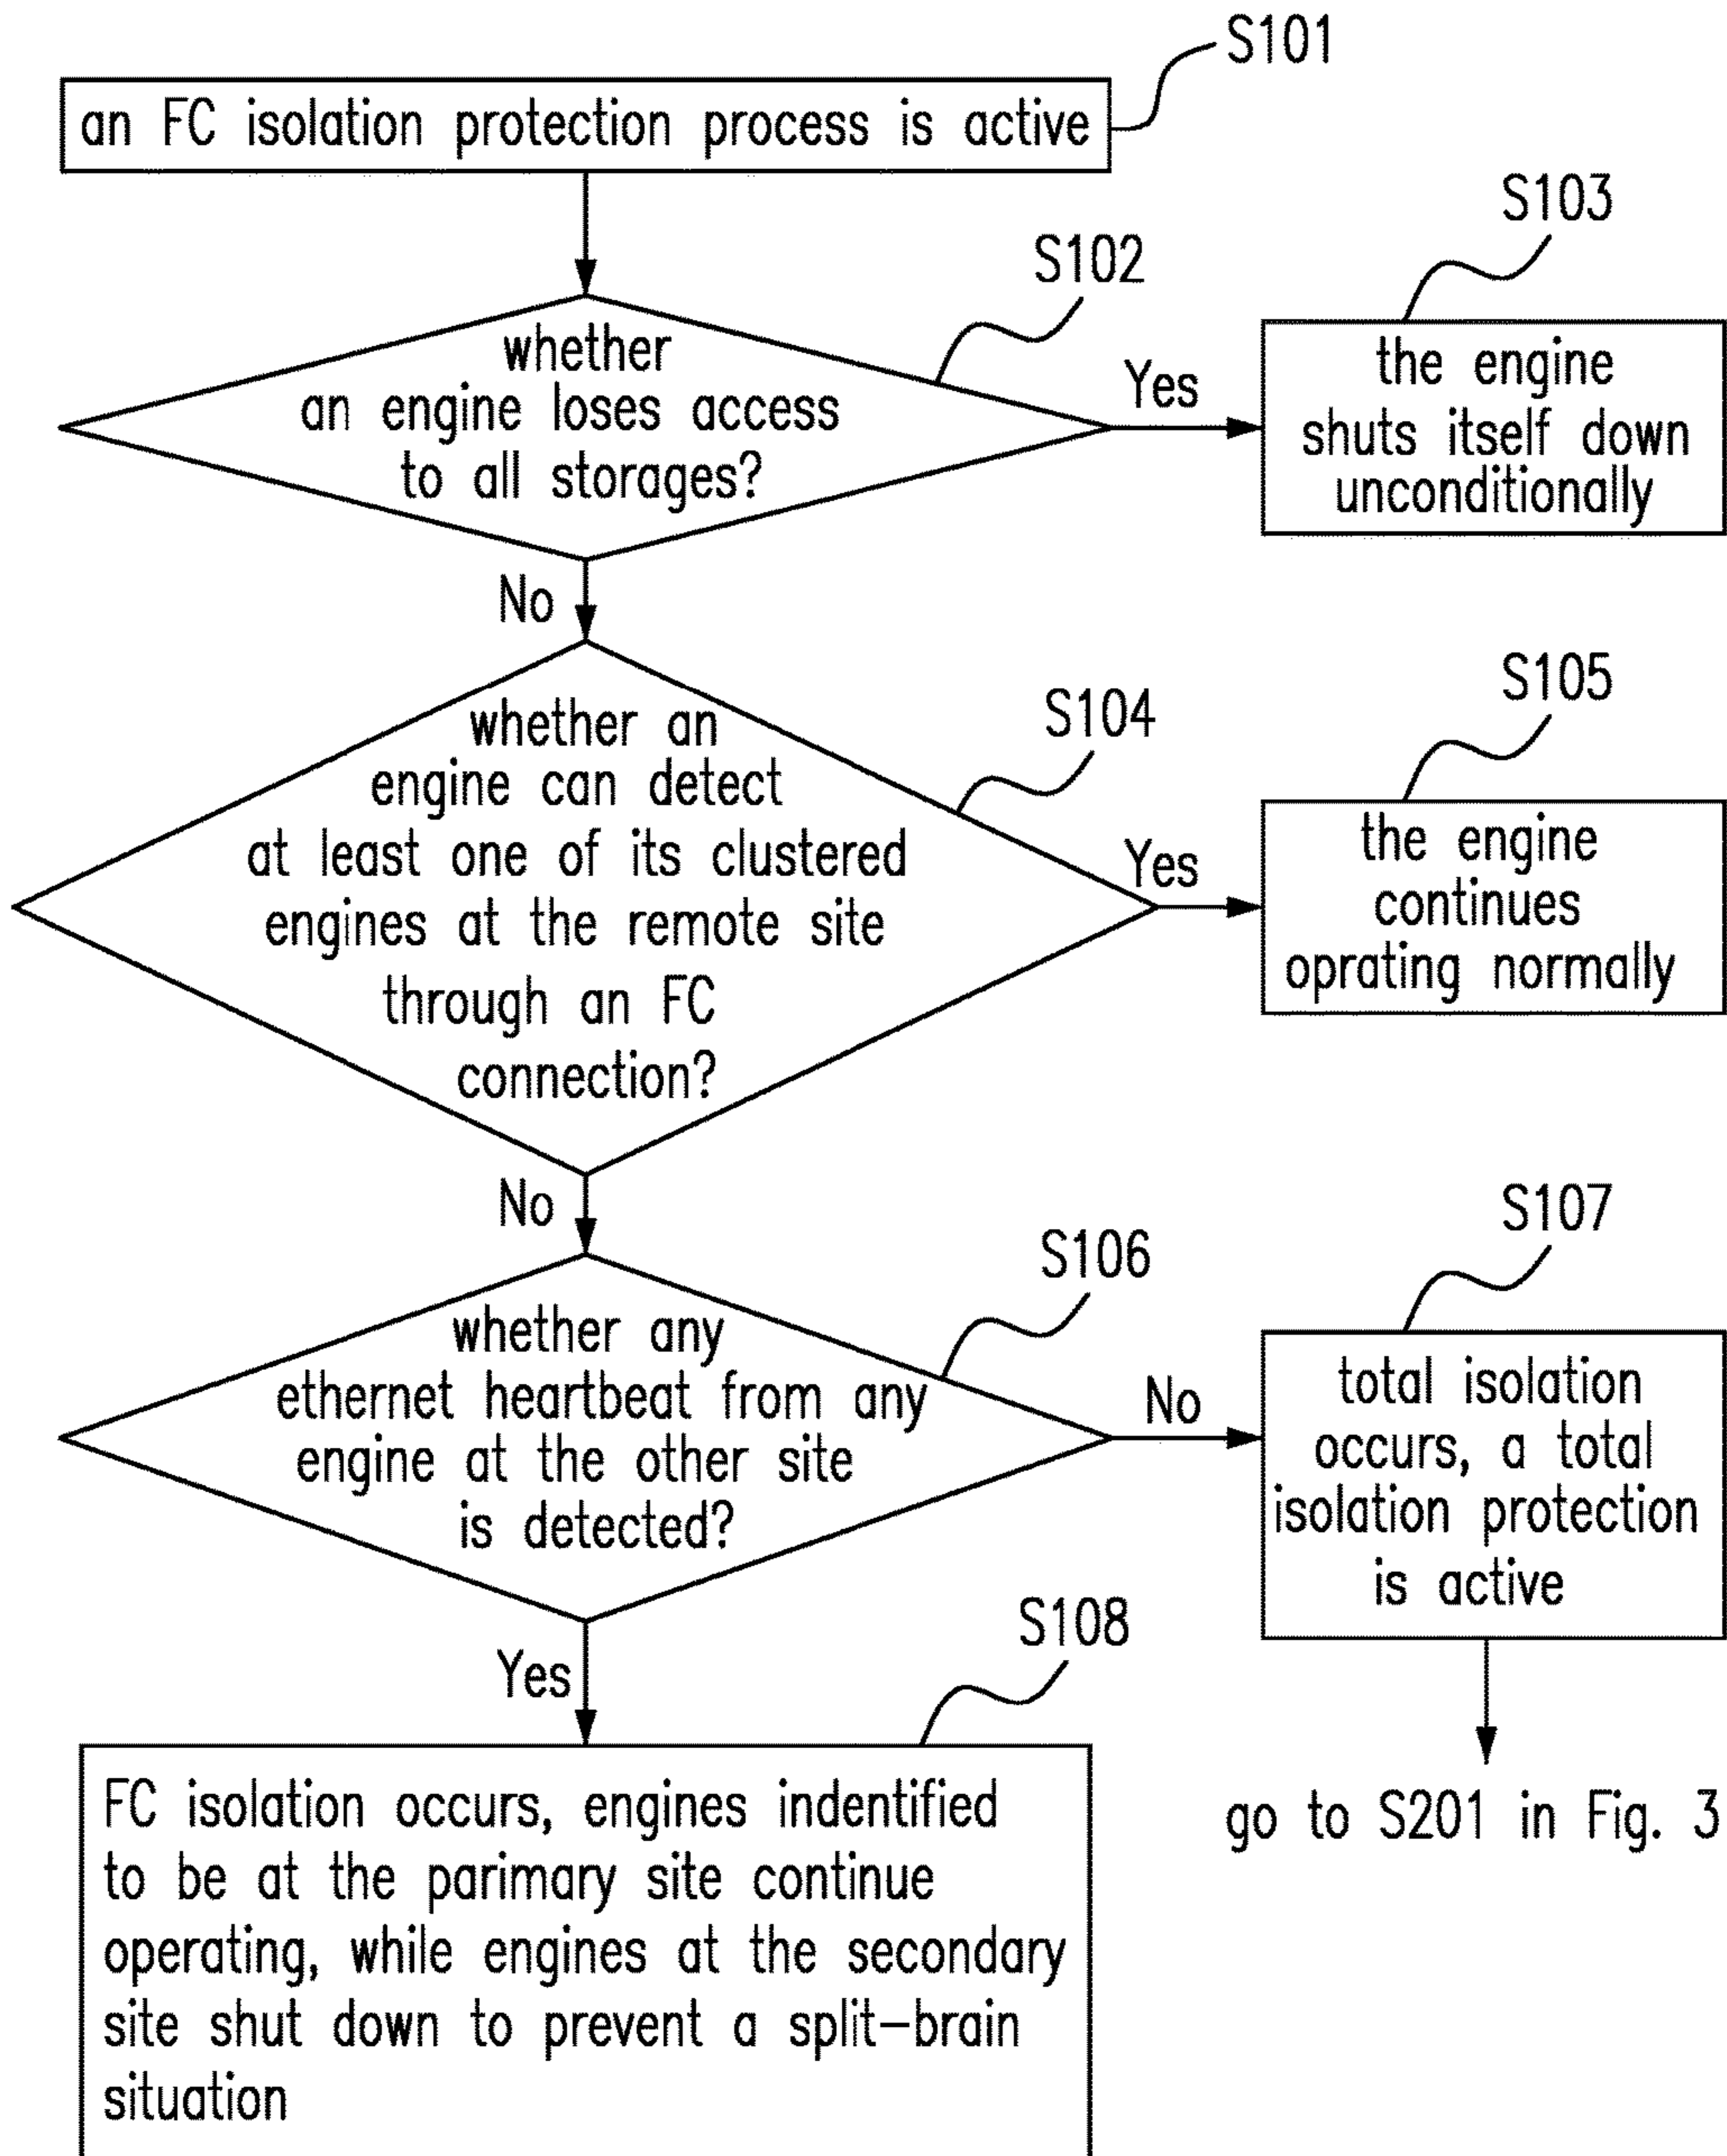 S101
an FC isolation protection process is active
S103
S102
whether
an engine loses access
to all storages?
Yes
the engine
shuts itself down
unconditionally
No
S105
S104
whether an
engine can detect
at least one of its clustered
engines at the remote site
through an FC
connection?
Yes
the engine
continues
oprating normally
No
S107
S106
whether any
ethernet heartbeat from any
engine at the other site
is detected?
No
total isolation
occurs, a total
isolation protection
is active
S108
Yes
FC isolation occurs, engines indentified
to be at the parimary site continue
operating, while engines at the secondary
site shut down to prevent a split-brain
situation
go to S201 in Fig. 3